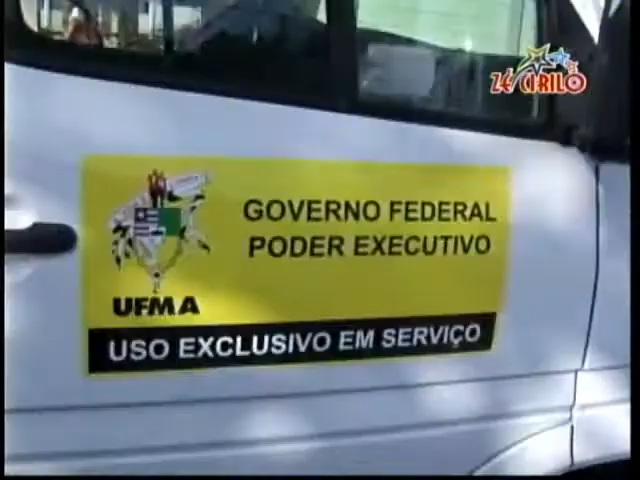 ZÉ CIRILO
GOVERNO FEDERAL
PODER EXECUTIVO
UFMA
USO EXCLUSIVO EM SERVIÇO